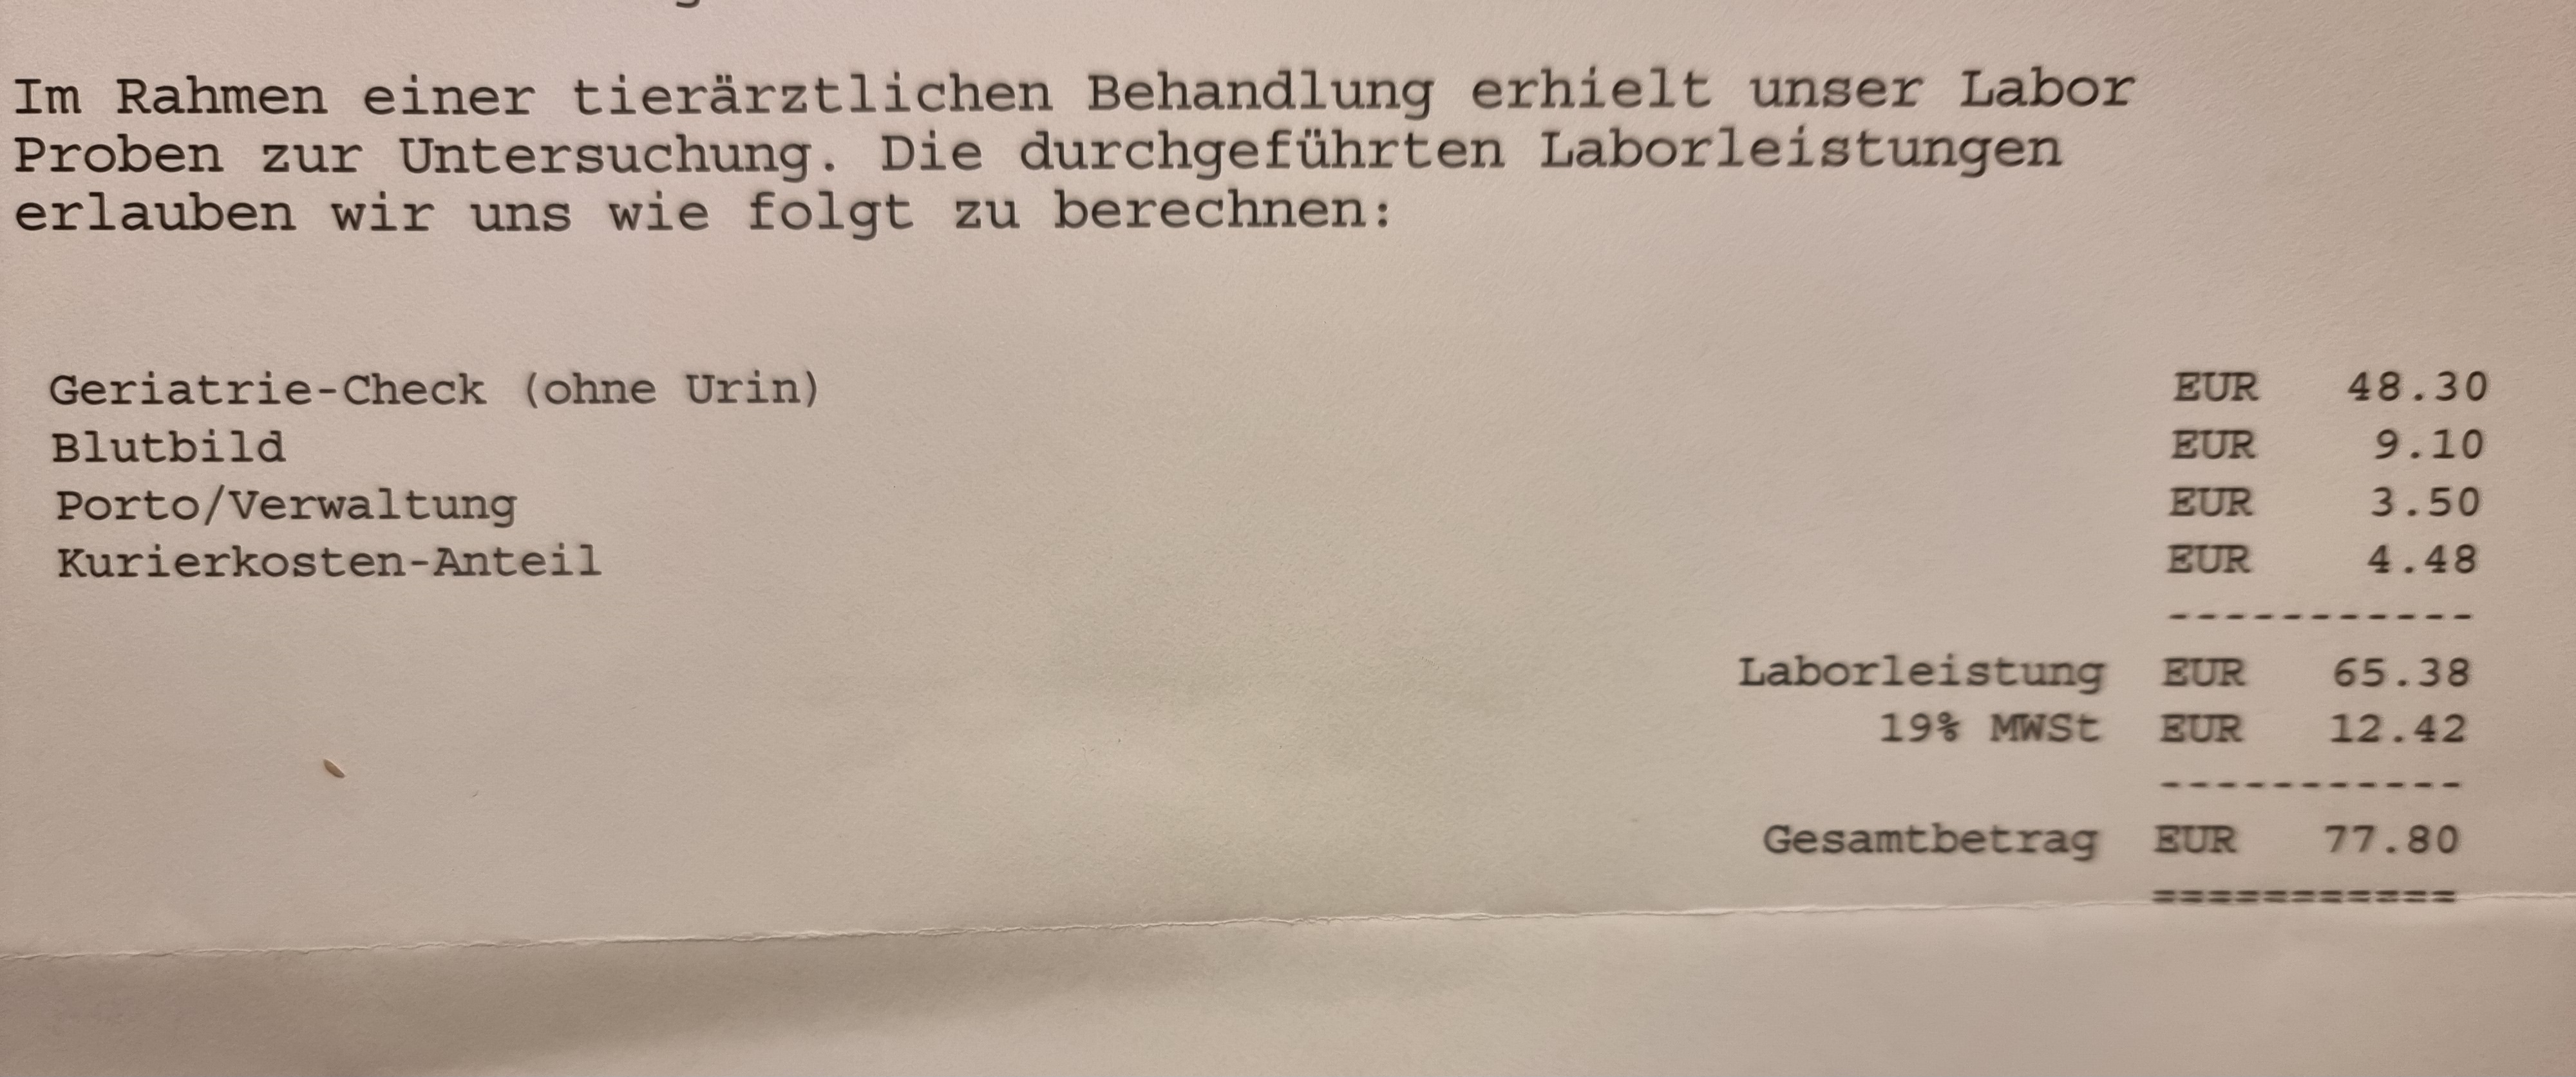 Im Rahmen einer tierärztlichen Behandlung erhielt unser Labor
Proben zur Untersuchung. Die durchgeführten Laborleistungen
erlauben wir uns wie folgt zu berechnen:
Geriatrie-Check (ohne Urin) EUR 48.30
Blutbild EUR 9.10
Porto/Verwaltung EUR 3.50
Kurierkosten-Anteil EUR 4.48
-----------
Laborleistung EUR 65.38
19% MWSt EUR 12.42
-----------
Gesamtbetrag EUR 77.80
===========